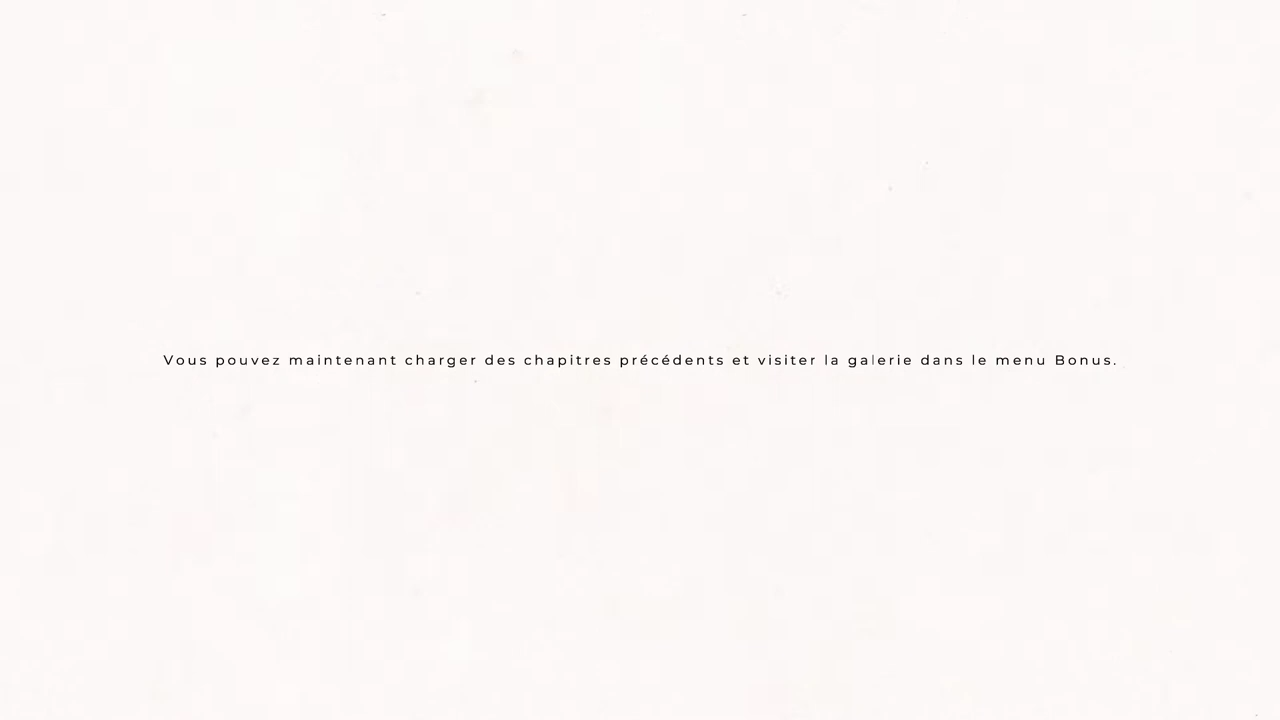 Vous pouvez maintenant charger des chapitres précédents et visiter la galerie dans le menu Bonus.